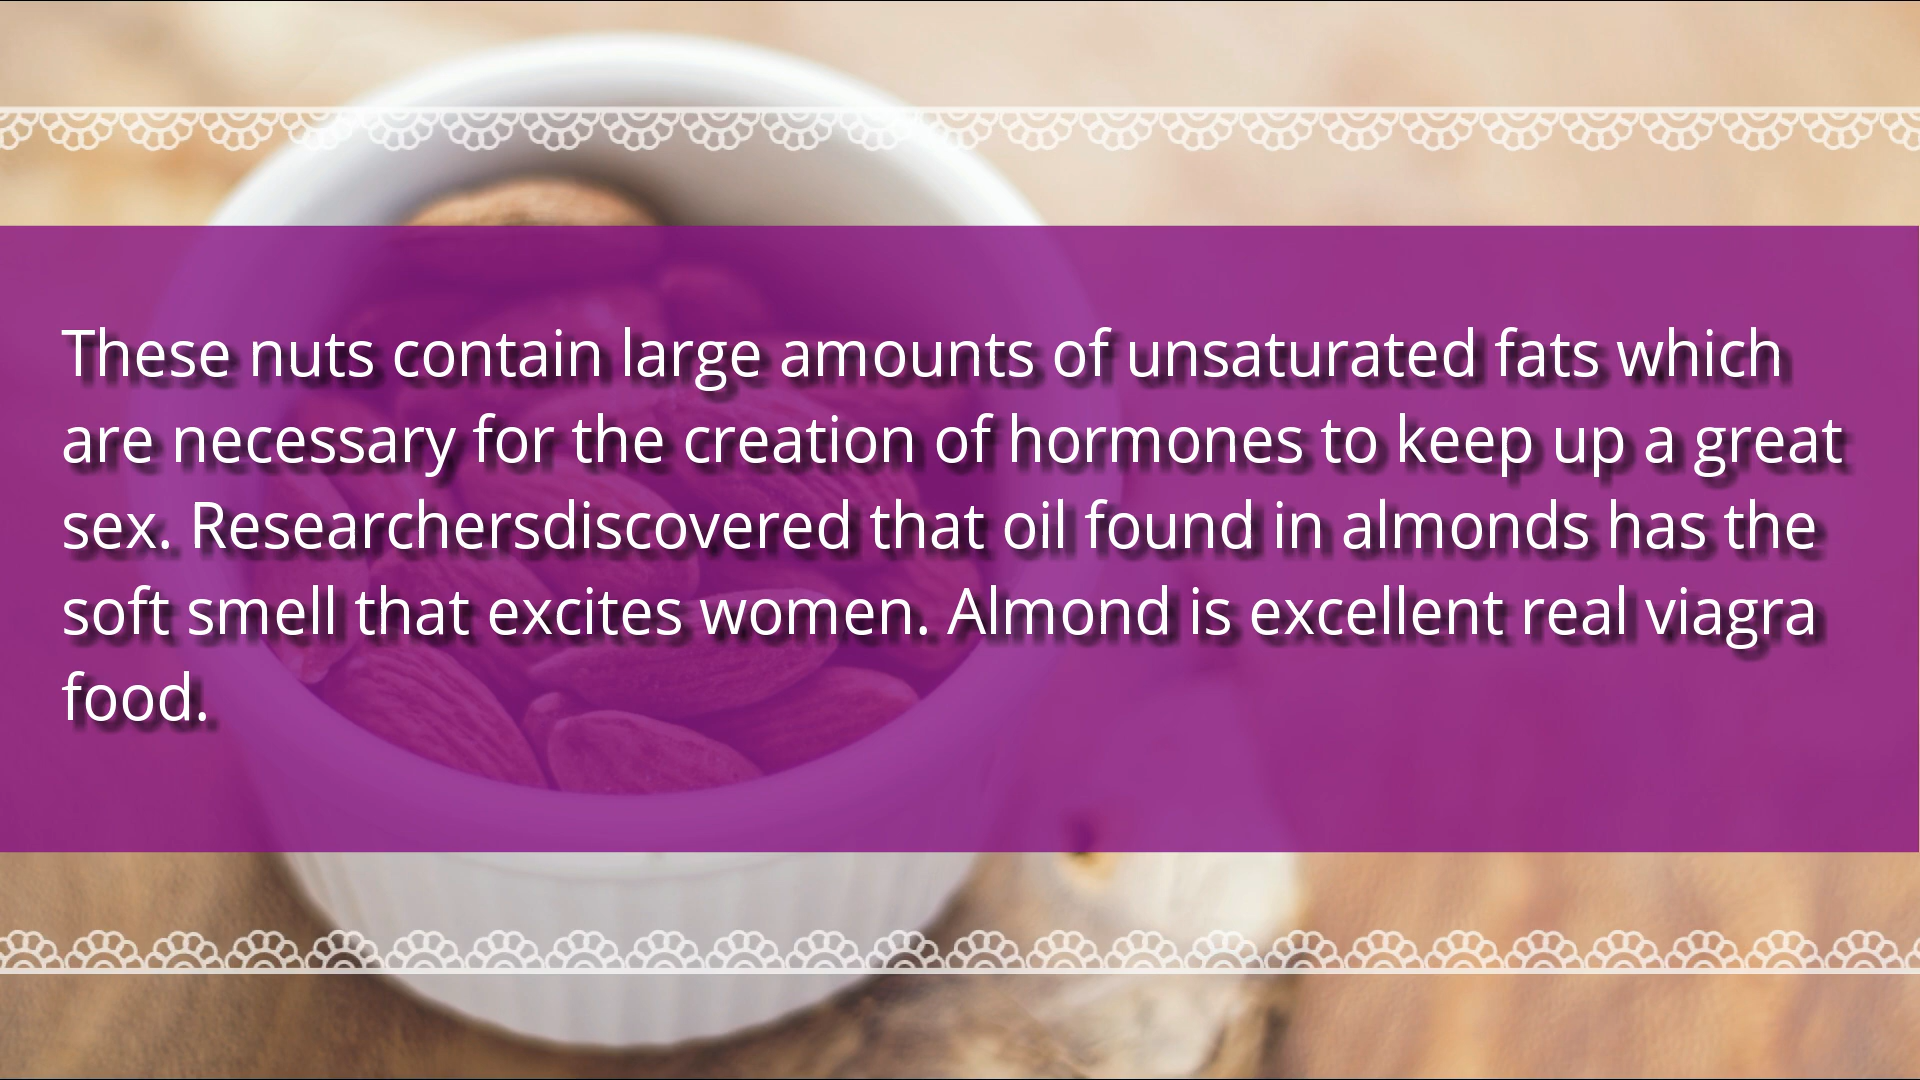 These nuts contain large amounts of unsaturated fats which
are necessary for the creation of hormones to keep up a great
sex. Researchersdiscovered that oil found in almonds has the
soft smell that excites women. Almond is excellent real viagra
food.